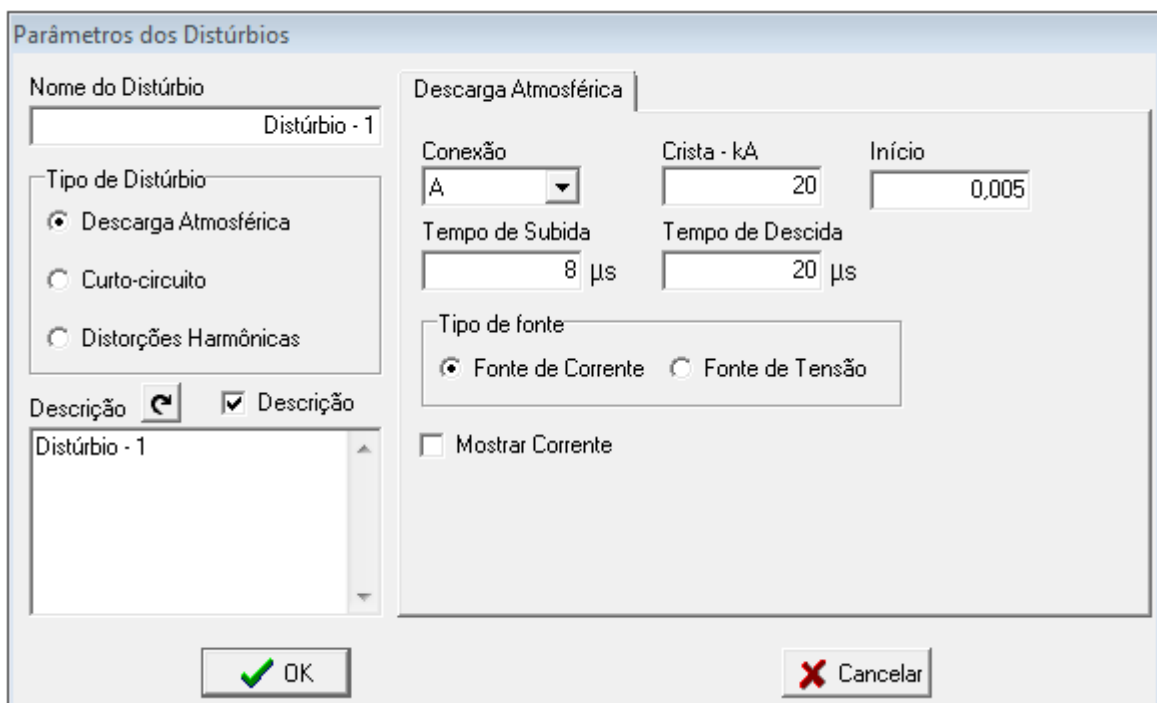 Parâmetros dos Distúrbios
Nome do Distúrbio
Distúrbio - 1
Tipo de Distúrbio
Descarga Atmosférica
Curto-circuito
Distorções Harmônicas
Descrição
Descrição
Distúrbio - 1
Descarga Atmosférica
Conexão Crista - kA Início
A 20 0,005
Tempo de Subida Tempo de Descida
8 µs 20 µs
Tipo de fonte
Fonte de Corrente Fonte de Tensão
Mostrar Corrente
OK Cancelar